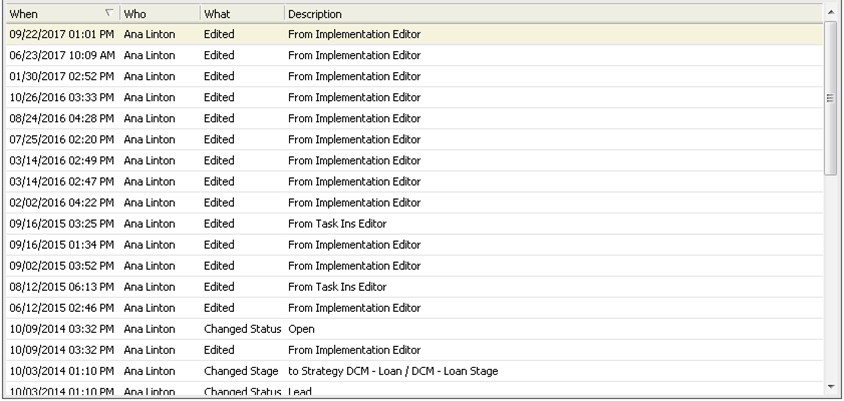 When Who What Description
09/22/2017 01:01 PM Ana Linton Edited From Implementation Editor
06/23/2017 10:09 AM Ana Linton Edited From Implementation Editor
01/30/2017 02:52 PM Ana Linton Edited From Implementation Editor
10/26/2016 03:33 PM Ana Linton Edited From Implementation Editor
08/24/2016 04:28 PM Ana Linton Edited From Implementation Editor
07/25/2016 02:20 PM Ana Linton Edited From Implementation Editor
03/14/2016 02:49 PM Ana Linton Edited From Implementation Editor
03/14/2016 02:47 PM Ana Linton Edited From Implementation Editor
02/02/2016 04:22 PM Ana Linton Edited From Implementation Editor
09/16/2015 03:25 PM Ana Linton Edited From Task Ins Editor
09/16/2015 01:34 PM Ana Linton Edited From Implementation Editor
09/02/2015 03:52 PM Ana Linton Edited From Implementation Editor
08/12/2015 06:13 PM Ana Linton Edited From Task Ins Editor
06/12/2015 02:46 PM Ana Linton Edited From Implementation Editor
10/09/2014 03:32 PM Ana Linton Changed Status Open
10/09/2014 03:32 PM Ana Linton Edited From Implementation Editor
10/03/2014 01:10 PM Ana Linton Changed Stage to Strategy DCM - Loan / DCM - Loan Stage
10/03/2014 01:10 PM Ana Linton Changed Status Lead